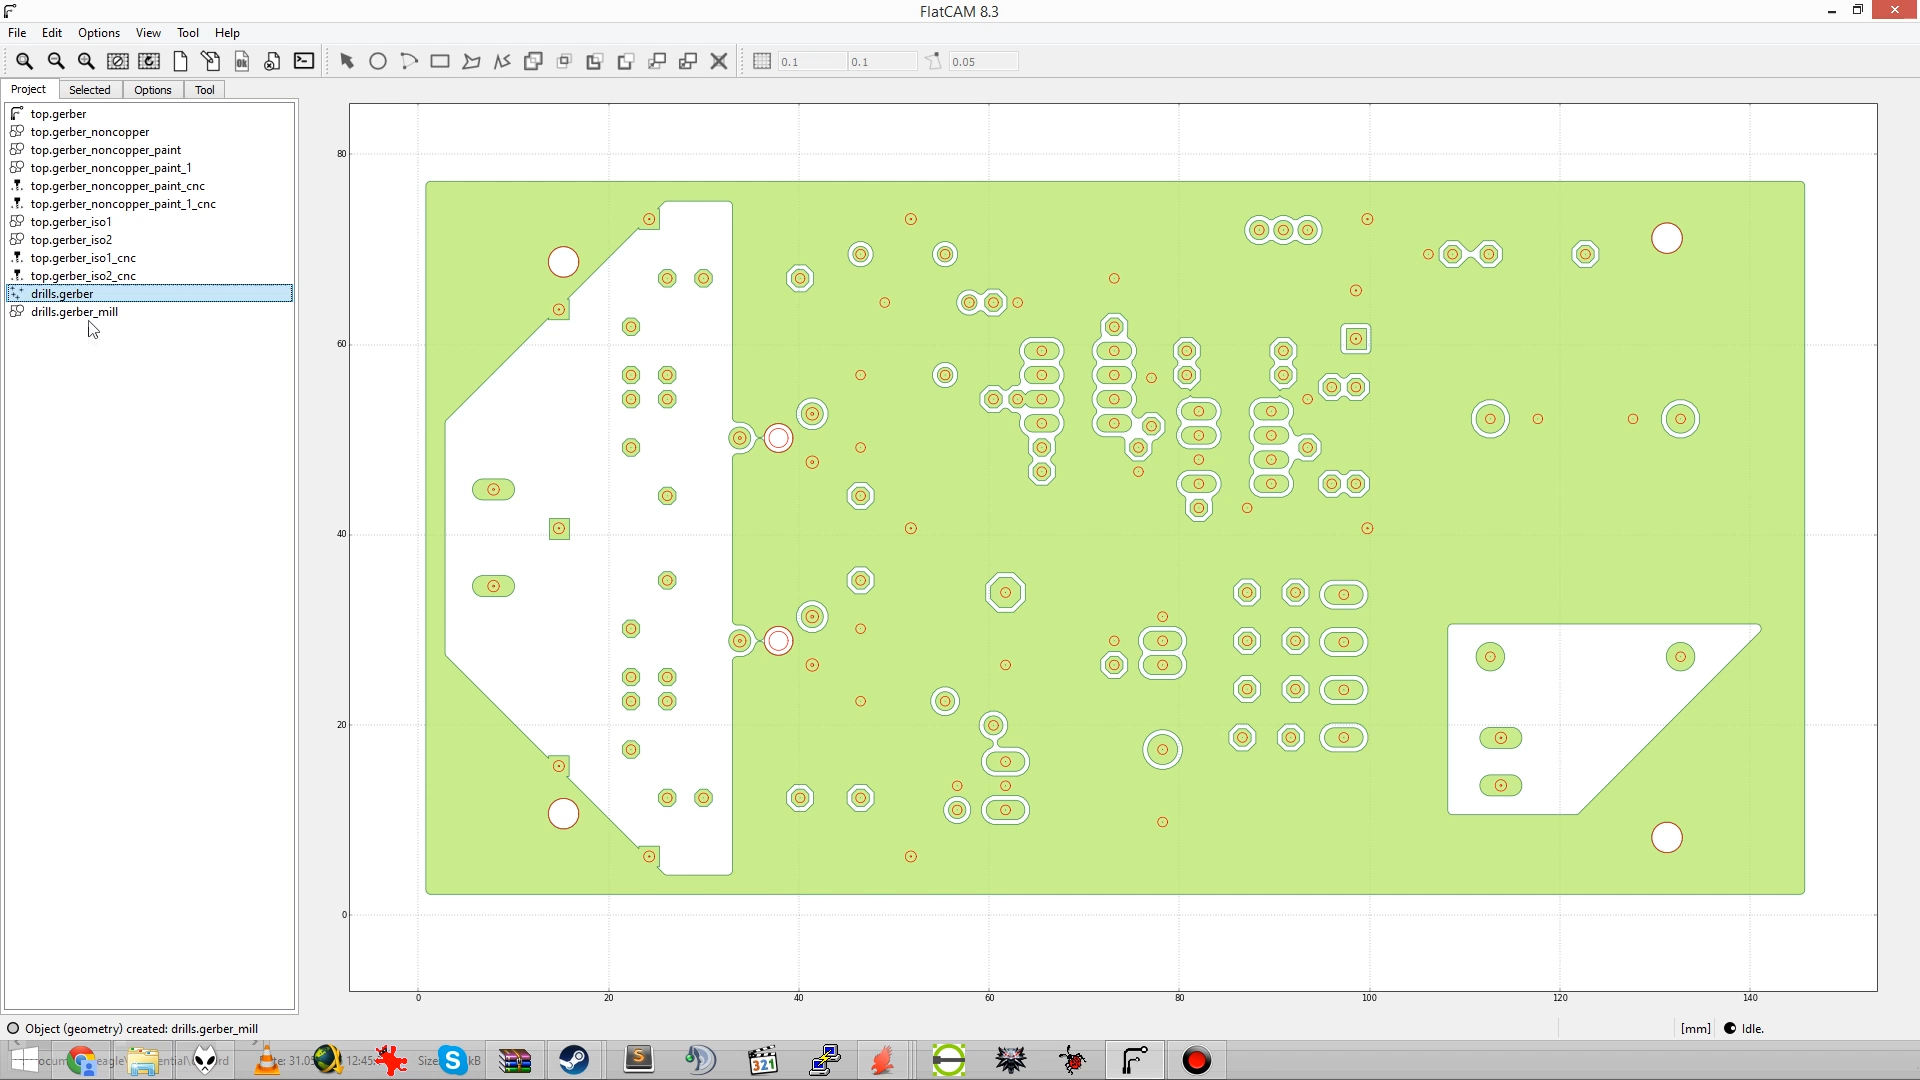 FlatCAM 8.3
File Edit Options View Tool Help
0.1 0.1 0.05
Project Selected Options Tool
top.gerber
top.gerber_noncopper
top.gerber_noncopper_paint
top.gerber_noncopper_paint_1
top.gerber_noncopper_paint_cnc
top.gerber_noncopper_paint_1_cnc
top.gerber_iso1
top.gerber_iso2
top.gerber_iso1_cnc
top.gerber_iso2_cnc
drills.gerber
drills.gerber_mill
80
60
40
20
0
0 20 40 60 80 100 120 140
Object (geometry) created: drills.gerber_mill [mm] Idle.
321 S